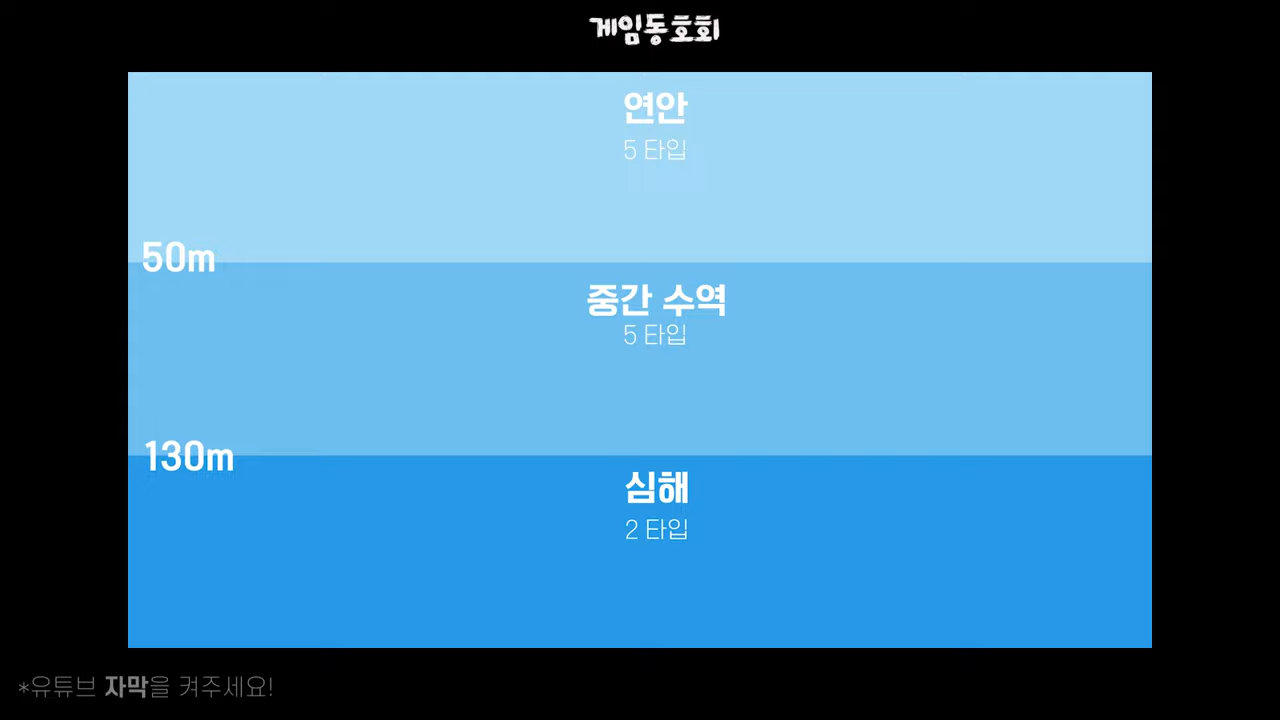 게임동호회
연안
5 타입
50m
중간 수역
5 타입
130m
심해
2 타입
*유튜브 자막을 켜주세요!